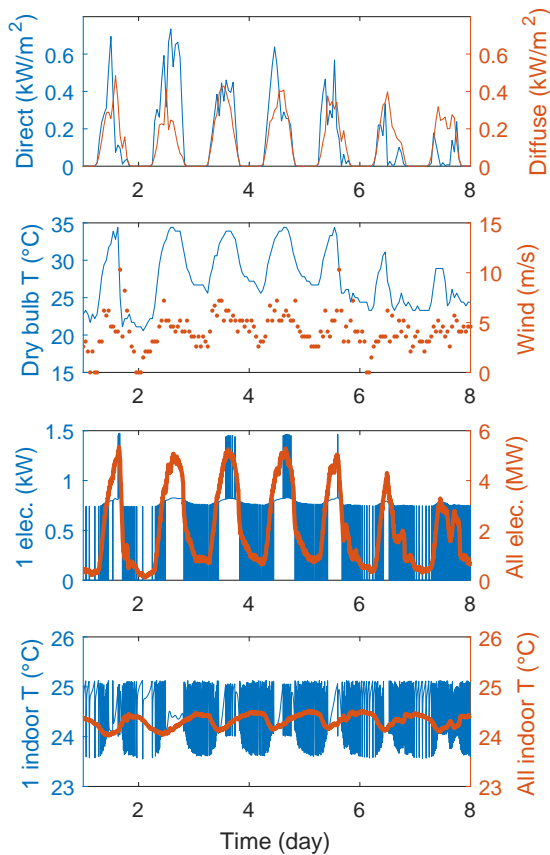 Direct (kW/m²)
0.6
0.4
0.2
0
0.6
0.4
0.2
0
Diffuse (kW/m²)
2 4 6 8
Dry bulb T (°C)
35
30
25
20
15
15
10
5
0
Wind (m/s)
2 4 6 8
1 elec. (kW)
1.5
1
0.5
0
6
4
2
0
All elec. (MW)
2 4 6 8
1 indoor T (°C)
26
25
24
23
26
25
24
23
All indoor T (°C)
2 4 6 8
Time (day)